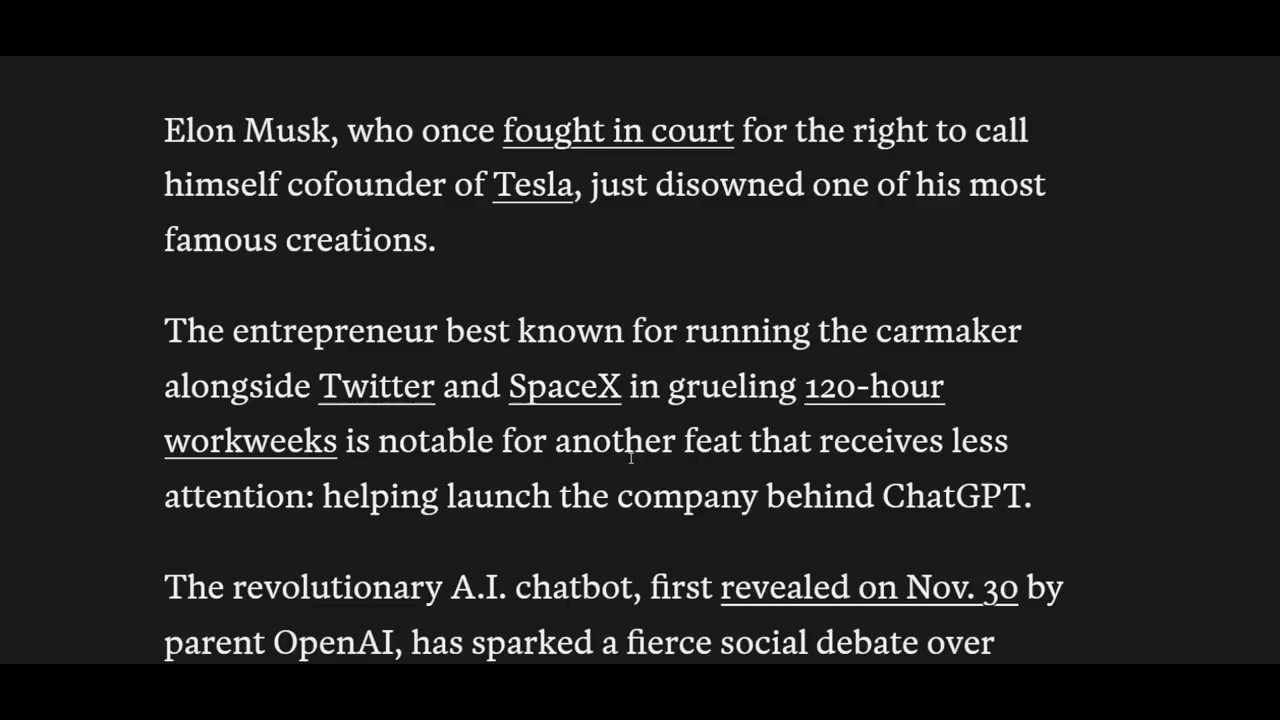 Elon Musk, who once fought in court for the right to call
himself cofounder of Tesla, just disowned one of his most
famous creations.
The entrepreneur best known for running the carmaker
alongside Twitter and SpaceX in grueling 120-hour
workweeks is notable for another feat that receives less
attention: helping launch the company behind ChatGPT.
The revolutionary A.I. chatbot, first revealed on Nov. 30 by
parent OpenAI, has sparked a fierce social debate over